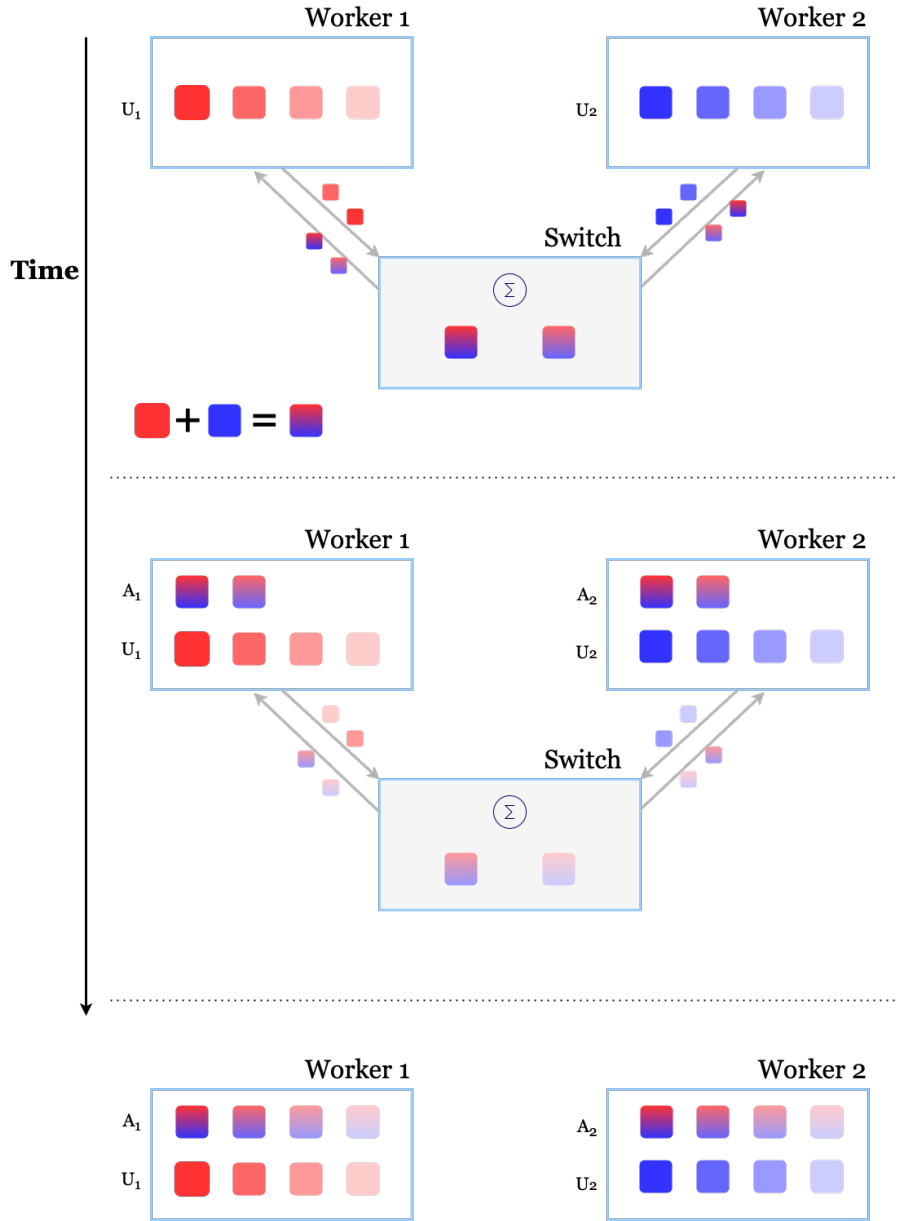 Worker 1
Worker 2
U₁
U₂
Switch
Time
Σ
+ =
Worker 1
Worker 2
A₁
A₂
U₁
U₂
Switch
Σ
Worker 1
Worker 2
A₁
A₂
U₁
U₂